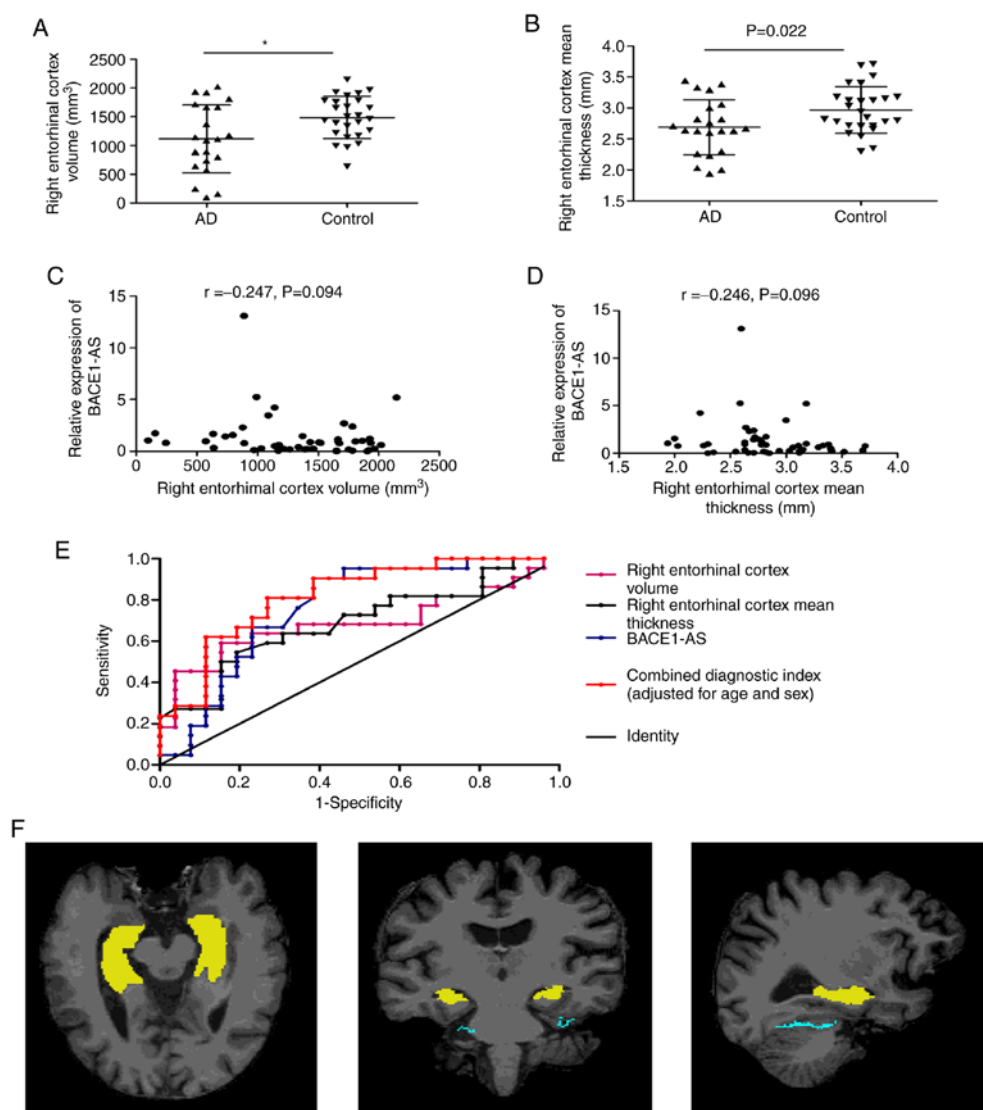 A
*
Right entorhinal cortex
volume (mm³)
2500
2000
1500
1000
500
0
AD
Control
B
P=0.022
Right entorhinal cortex mean
thickness (mm)
4.0
3.5
3.0
2.5
2.0
1.5
AD
Control
C
r =−0.247, P=0.094
Relative expression of
BACE1-AS
15
10
5
0
0
500
1000
1500
2000
2500
Right entorhimal cortex volume (mm³)
D
r=−0.246, P=0.096
Relative expression of
BACE1-AS
15
10
5
0
1.5
2.0
2.5
3.0
3.5
4.0
Right entorhimal cortex mean
thickness (mm)
E
Sensitivity
1.0
0.8
0.6
0.4
0.2
0.0
0.0
0.2
0.4
0.6
0.8
1.0
1-Specificity
Right entorhinal cortex
volume
Right entorhinal cortex mean
thickness
BACE1-AS
Combined diagnostic index
(adjusted for age and sex)
Identity
F